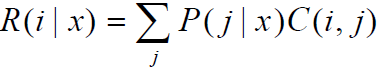 R(i | x) = ∑_j P(j | x)C(i, j)